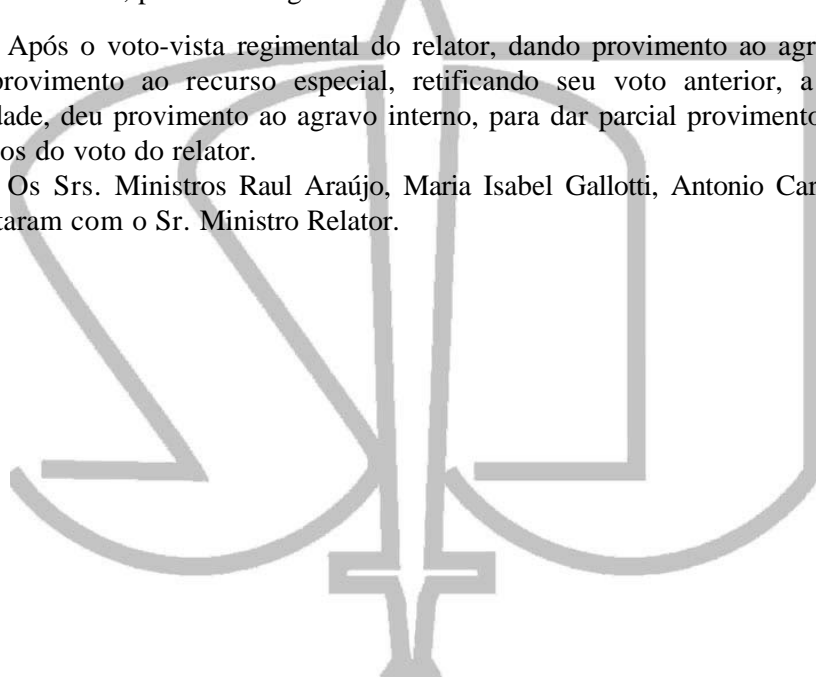 Após o voto-vista regimental do relator, dando provimento ao agr
provimento ao recurso especial, retificando seu voto anterior, a
dade, deu provimento ao agravo interno, para dar parcial provimento
os do voto do relator.
Os Srs. Ministros Raul Araújo, Maria Isabel Gallotti, Antonio Car
taram com o Sr. Ministro Relator.